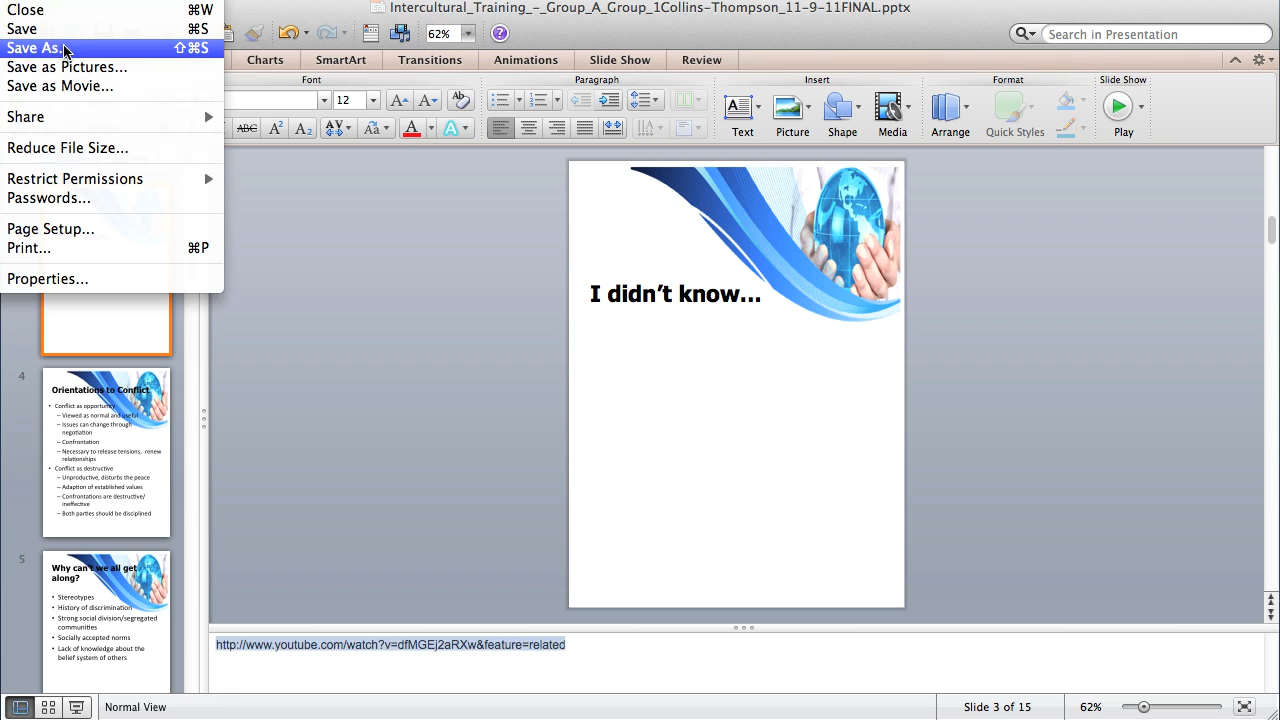 Intercultural_Training_-_Group_A_Group_1Collins-Thompson_11-9-11FINAL.pptx
Close ⌘W
Save ⌘S
Save As... ⇧⌘S
Save as Pictures...
Save as Movie...
Share
Reduce File Size...
Restrict Permissions
Passwords...
Page Setup...
Print... ⌘P
Properties...
62%
Search in Presentation
Charts SmartArt Transitions Animations Slide Show Review
Font Paragraph Insert Format Slide Show
12
Text Picture Shape Media Arrange Quick Styles Play
I didn't know...
4
Orientations to Conflict
• Conflict as opportunity
– Viewed as normal and useful
– Issues can change through
negotiation
– Confrontation
– Necessary to release tensions, renew
relationships
• Conflict as destructive
– Unproductive, disturbs the peace
– Adaption of established values
– Confrontations are destructive/
ineffective
– Both parties should be disciplined
5
Why can't we all get
along?
• Stereotypes
• History of discrimination
• Strong social division/segregated
communities
• Socially accepted norms
• Lack of knowledge about the
belief system of others
http://www.youtube.com/watch?v=dfMGEj2aRXw&feature=related
Normal View Slide 3 of 15 62%